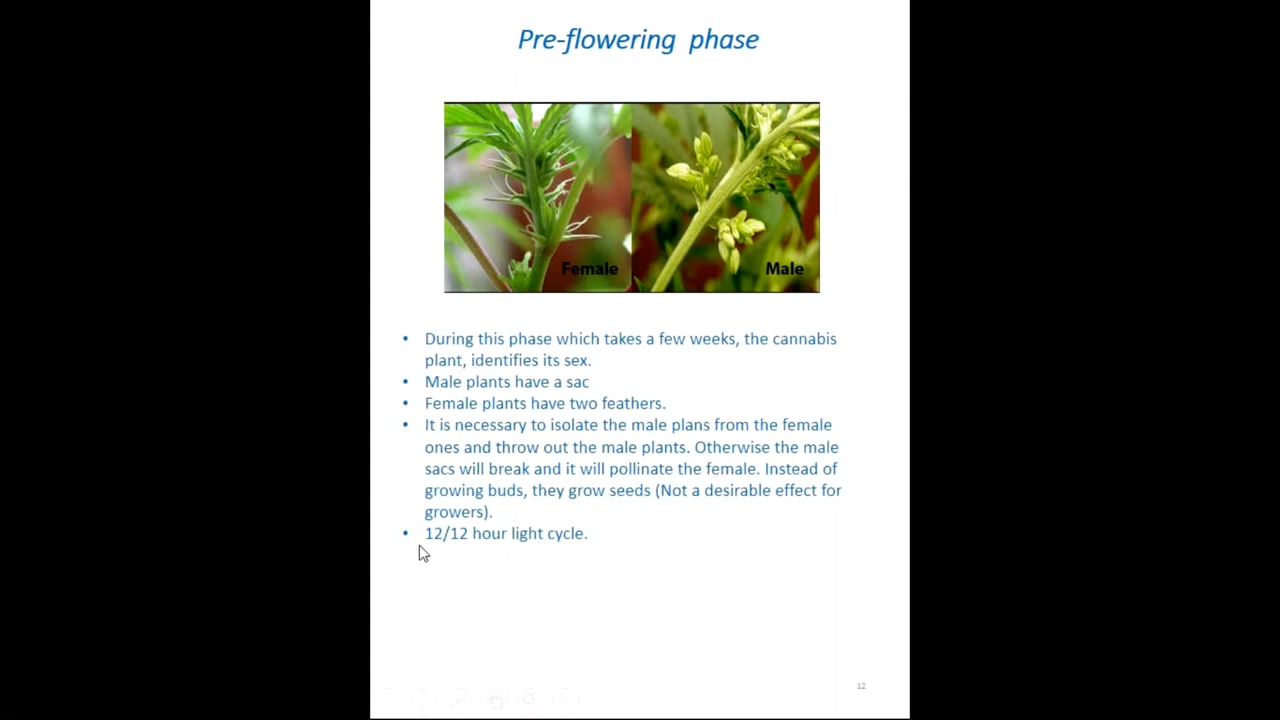 Pre-flowering phase
Female
Male
• During this phase which takes a few weeks, the cannabis
plant, identifies its sex.
• Male plants have a sac
• Female plants have two feathers.
• It is necessary to isolate the male plans from the female
ones and throw out the male plants. Otherwise the male
sacs will break and it will pollinate the female. Instead of
growing buds, they grow seeds (Not a desirable effect for
growers).
• 12/12 hour light cycle.
12